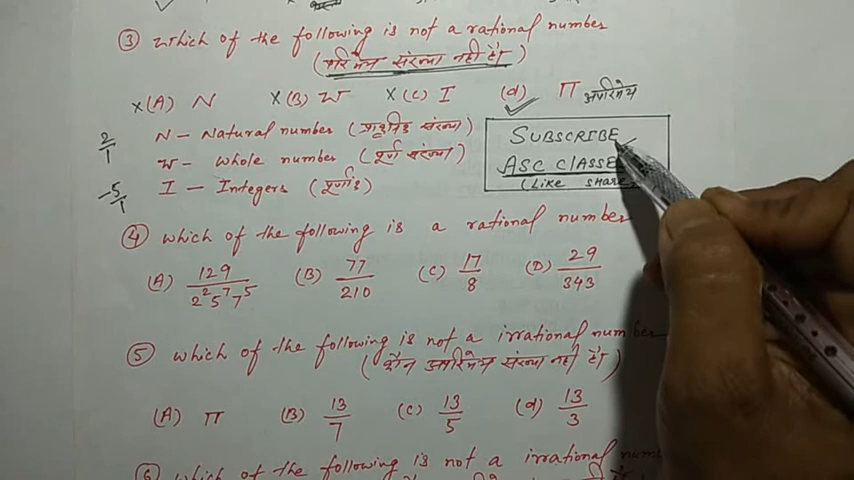 ③ Which of the following is not a rational number
(परिमेय संख्या नहीं है)
×(A) N ×(B) W ×(C) I (d) π अपरिमेय
2/1 N – Natural number (प्राकृतिक संख्या)
W – Whole number (पूर्ण संख्या)
-5/1 I – Integers (पूर्णांक)
SUBSCRIBE
ASC CLASSES
(Like share
④ which of the following is a rational number
(A) 129/2²5⁷7⁵ (B) 77/210 (C) 17/8 (D) 29/343
⑤ which of the following is not a irrational number
(कौन अपरिमेय संख्या नहीं है)
(A) π (B) 13/7 (C) 13/5 (d) 13/3
⑥ which of the following is not a irrational num